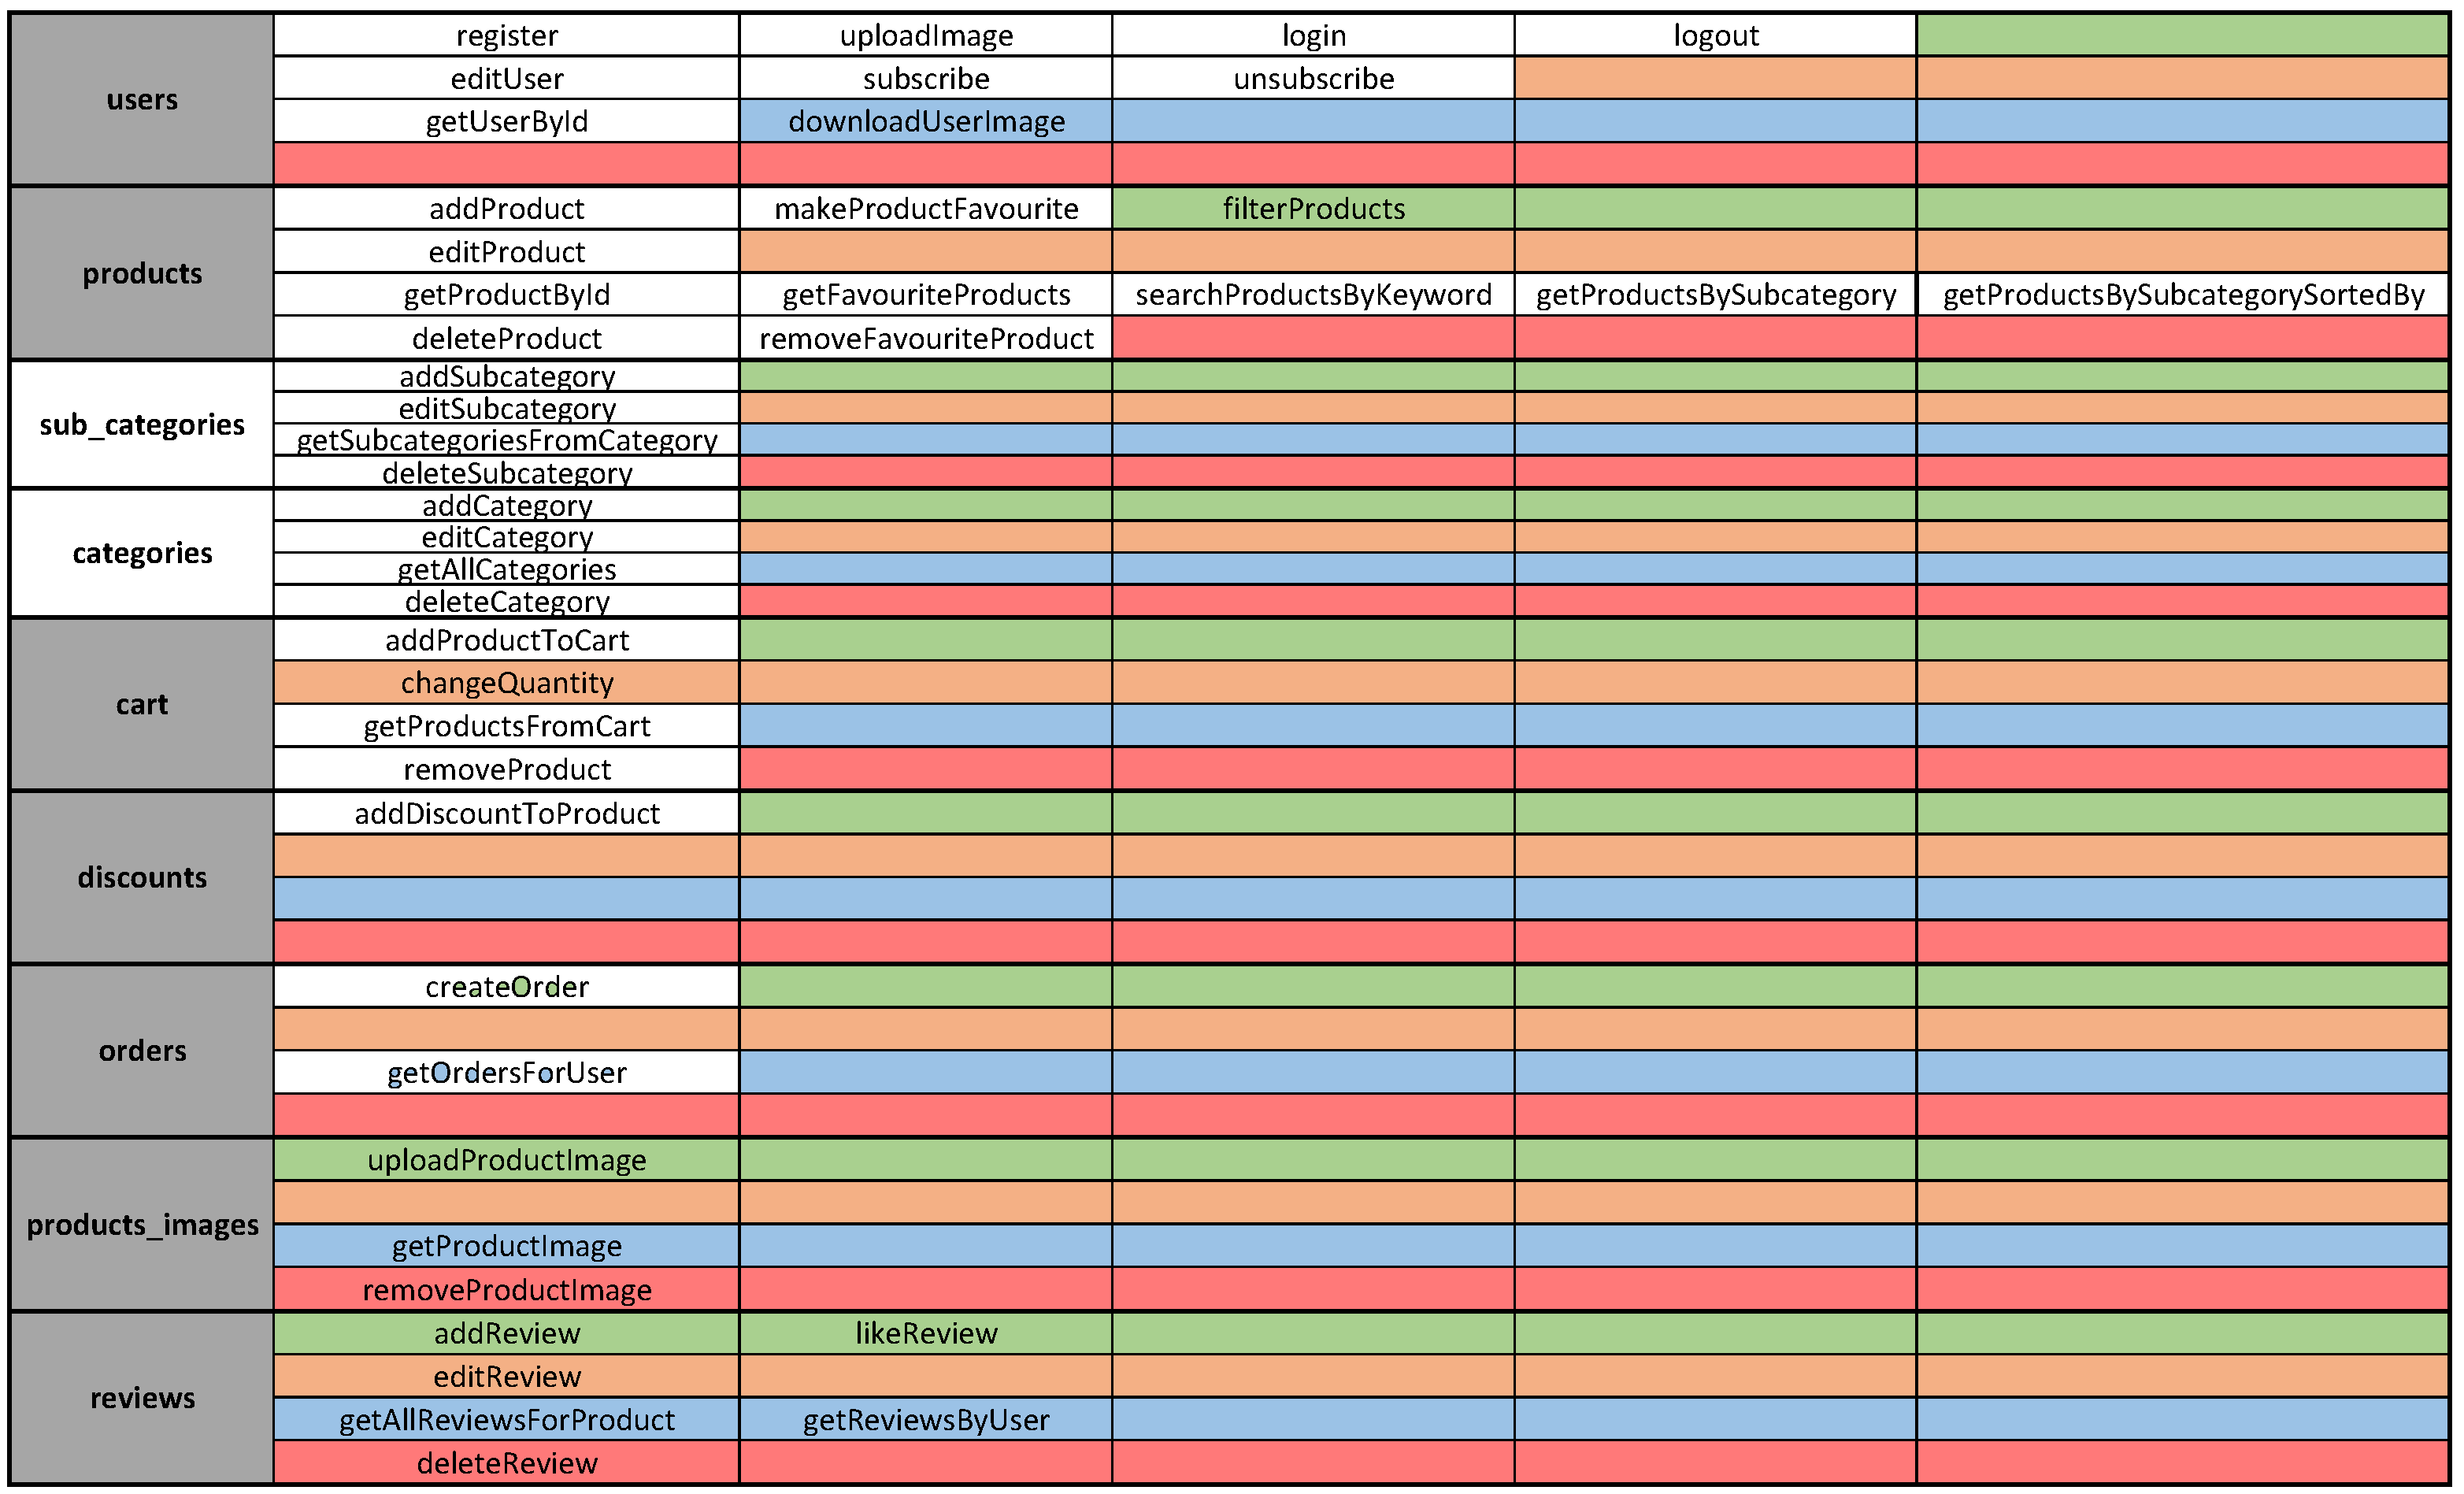 users
register uploadImage login logout
editUser subscribe unsubscribe
getUserById downloadUserImage
products
addProduct makeProductFavourite filterProducts
editProduct
getProductById getFavouriteProducts searchProductsByKeyword getProductsBySubcategory getProductsBySubcategorySortedBy
deleteProduct removeFavouriteProduct
sub_categories
addSubcategory
editSubcategory
getSubcategoriesFromCategory
deleteSubcategory
categories
addCategory
editCategory
getAllCategories
deleteCategory
cart
addProductToCart
changeQuantity
getProductsFromCart
removeProduct
discounts
addDiscountToProduct
orders
createOrder
getOrdersForUser
products_images
uploadProductImage
getProductImage
removeProductImage
reviews
addReview likeReview
editReview
getAllReviewsForProduct getReviewsByUser
deleteReview